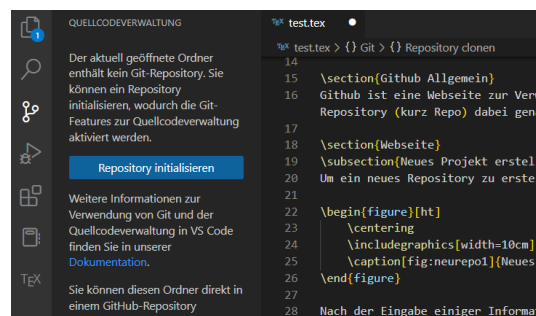 QUELLCODEVERWALTUNG
Der aktuell geöffnete Ordner
enthält kein Git-Repository. Sie
können ein Repository
initialisieren, wodurch die Git-
Features zur Quellcodeverwaltung
aktiviert werden.
Repository initialisieren
Weitere Informationen zur
Verwendung von Git und der
Quellcodeverwaltung in VS Code
finden Sie in unserer
Dokumentation.
Sie können diesen Ordner direkt in
einem GitHub-Repository
1
TEX
TEX test.tex ●
TEX test.tex > {} Git > {} Repository clonen
14
15 \section{Github Allgemein}
16 Github ist eine Webseite zur Ver
Repository (kurz Repo) dabei gen
17
18 \section{Webseite}
19 \subsection{Neues Projekt erstel
20 Um ein neues Repository zu erste
21
22 \begin{figure}[ht]
23 \centering
24 \includegraphics[width=10cm]
25 \caption[fig:neurepo1]{Neues
26 \end{figure}
27
28 Nach der Eingabe einiger Informa